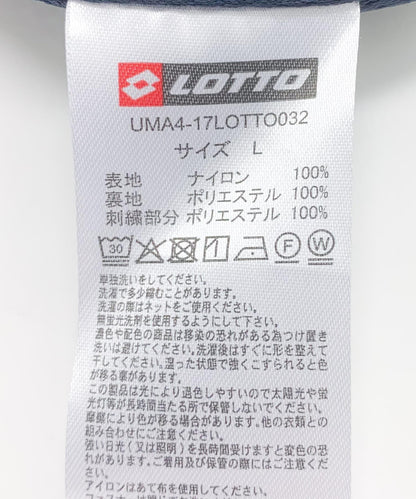 LOTTO
UMA4-17LOTTO032
サイズ L
表地 ナイロン 100%
裏地 ポリエステル 100%
刺繍部分 ポリエステル 100%
30 F W
単独洗いをしてください。
洗濯で多少縮むことがあります。
洗濯の際はネットをご使用ください。
無蛍光洗剤を使用するようにして下さい。
濃色や配色の商品は移染の恐れがある為つけ置き
洗いは避けてください。洗濯後はすぐに形を整えて
干してください。湿った状態で強くこすられると色
が移る事があります。
この製品は光により退色しやすいので太陽光や蛍
光灯等が長時間当たる所で保管しないでください。
摩擦により色が移る場合があります。他の衣類との
組み合わせにご注意ください。
強い日光（又は照明）を長時間受けますと変色の恐
れがあります。ご着用及び保管の際にはご注意くだ
さい。
アイロンはあて布を使用してください。